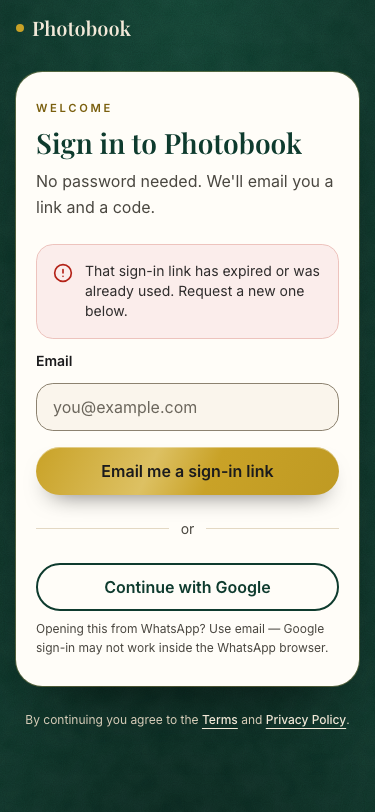 Photobook
WELCOME
Sign in to Photobook
No password needed. We'll email you a
link and a code.
That sign-in link has expired or was
already used. Request a new one
below.
Email
you@example.com
Email me a sign-in link
or
Continue with Google
Opening this from WhatsApp? Use email — Google
sign-in may not work inside the WhatsApp browser.
By continuing you agree to the Terms and Privacy Policy.